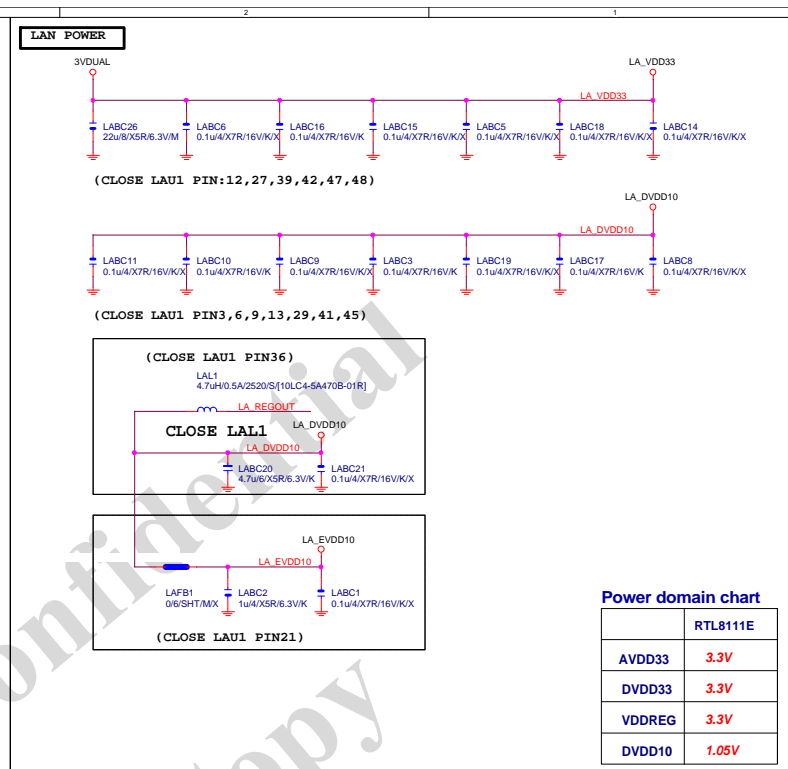 2
1
LAN POWER
3VDUAL
LA_VDD33
LA_VDD33
LABC26 LABC6 LABC16 LABC15 LABC5 LABC18 LABC14
22u/8/X5R/6.3V/M 0.1u/4/X7R/16V/K/X 0.1u/4/X7R/16V/K 0.1u/4/X7R/16V/K/X 0.1u/4/X7R/16V/K/X 0.1u/4/X7R/16V/K 0.1u/4/X7R/16V/K/X
(CLOSE LAU1 PIN:12,27,39,42,47,48)
LA_DVDD10
LA_DVDD10
LABC11 LABC10 LABC9 LABC3 LABC19 LABC17 LABC8
0.1u/4/X7R/16V/K/X 0.1u/4/X7R/16V/K 0.1u/4/X7R/16V/K/X 0.1u/4/X7R/16V/K 0.1u/4/X7R/16V/K/X 0.1u/4/X7R/16V/K 0.1u/4/X7R/16V/K/X
(CLOSE LAU1 PIN3,6,9,13,29,41,45)
(CLOSE LAU1 PIN36)
LAL1
4.7uH/0.5A/2520/S/[10LC4-5A470B-01R]
LA_REGOUT
CLOSE LAL1
LA_DVDD10
LA_DVDD10
LABC20 LABC21
4.7u/6/X5R/6.3V/K 0.1u/4/X7R/16V/K/X
LA_EVDD10
LA_EVDD10
LAFB1 LABC2 LABC1
0/6/SHT/M/X 1u/4/X5R/6.3V/K 0.1u/4/X7R/16V/K/X
(CLOSE LAU1 PIN21)
Power domain chart
RTL8111E
AVDD33 3.3V
DVDD33 3.3V
VDDREG 3.3V
DVDD10 1.05V